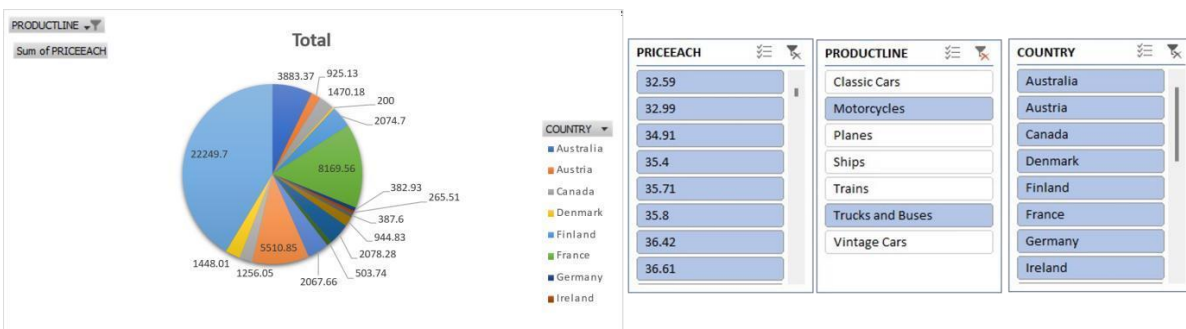 PRODUCTLINE
Sum of PRICEEACH
Total
3883.37
925.13
1470.18
200
2074.7
8169.56
382.93
265.51
387.6
944.83
2078.28
503.74
2067.66
5510.85
1256.05
1448.01
22249.7
COUNTRY
Australia
Austria
Canada
Denmark
Finland
France
Germany
Ireland
PRICEEACH
32.59
32.99
34.91
35.4
35.71
35.8
36.42
36.61
PRODUCTLINE
Classic Cars
Motorcycles
Planes
Ships
Trains
Trucks and Buses
Vintage Cars
COUNTRY
Australia
Austria
Canada
Denmark
Finland
France
Germany
Ireland